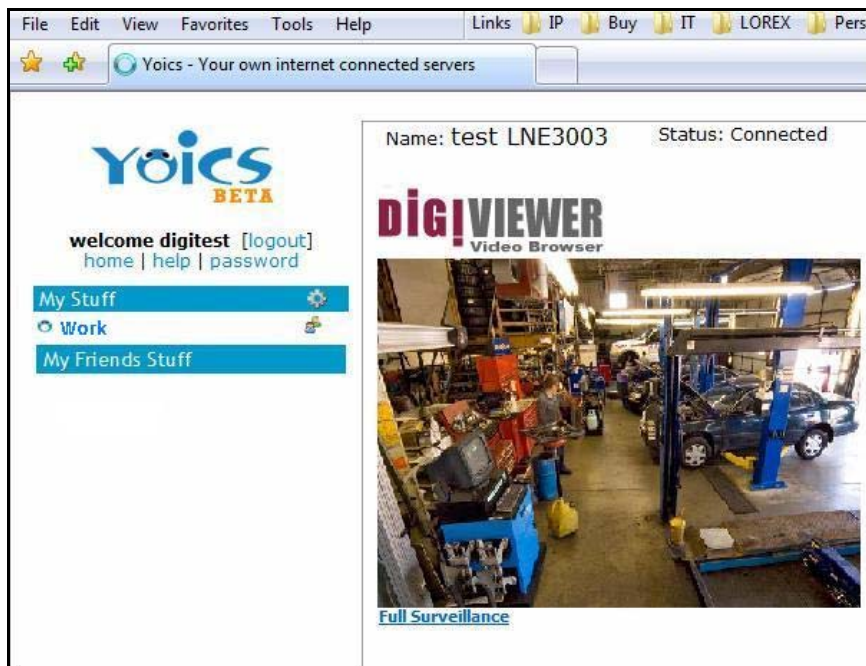 File Edit View Favorites Tools Help Links IP Buy IT LOREX Pers
Yoics - Your own internet connected servers
Yoics
BETA
welcome digitest [logout]
home | help | password
My Stuff
Work
My Friends Stuff
Name: test LNE3003 Status: Connected
DiG!VIEWER
Video Browser
Full Surveillance